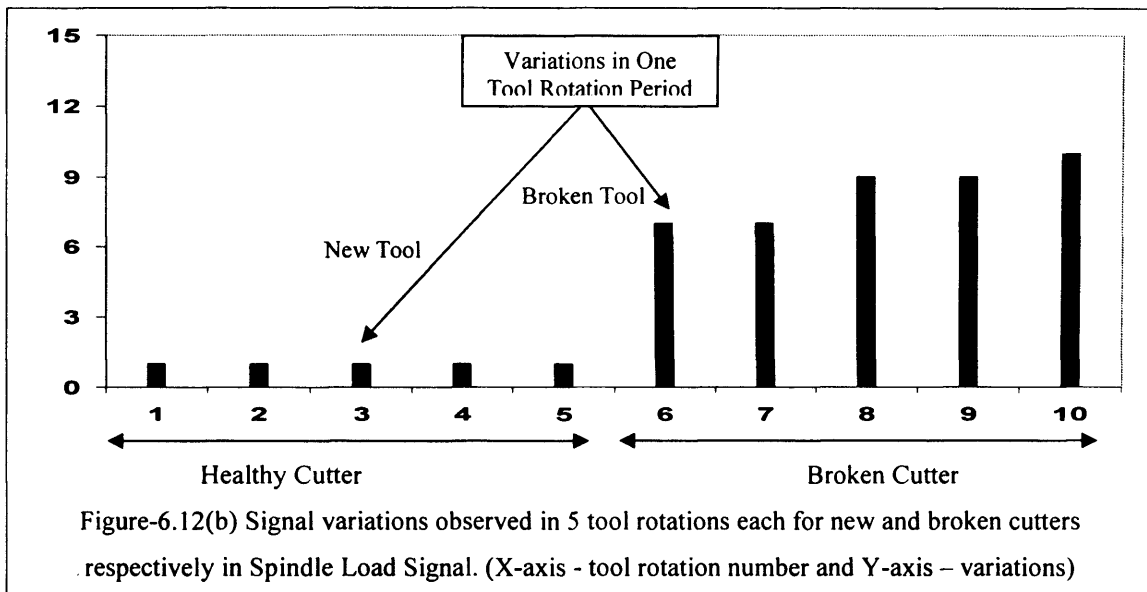 15
Variations in One
Tool Rotation Period
12
9
Broken Tool
6
New Tool
3
0
1 2 3 4 5 6 7 8 9 10
Healthy Cutter Broken Cutter
Figure-6.12(b) Signal variations observed in 5 tool rotations each for new and broken cutters
respectively in Spindle Load Signal. (X-axis - tool rotation number and Y-axis – variations)